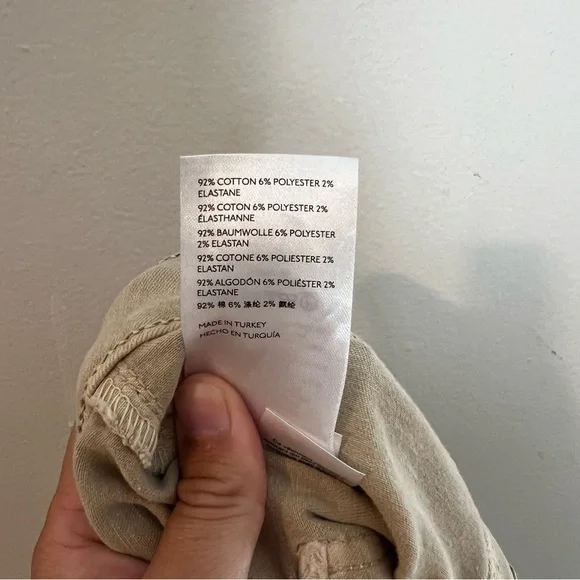 92% COTTON 6% POLYESTER 2%
ELASTANE
92% COTON 6% POLYESTER 2%
ÉLASTHANNE
92% BAUMWOLLE 6% POLYESTER
2% ELASTAN
92% COTONE 6% POLIESTERE 2%
ELASTAN
92% ALGODÓN 6% POLIÉSTER 2%
ELASTANE
92% 棉 6% 涤纶 2% 氨纶
MADE IN TURKEY
HECHO EN TURQUÍA